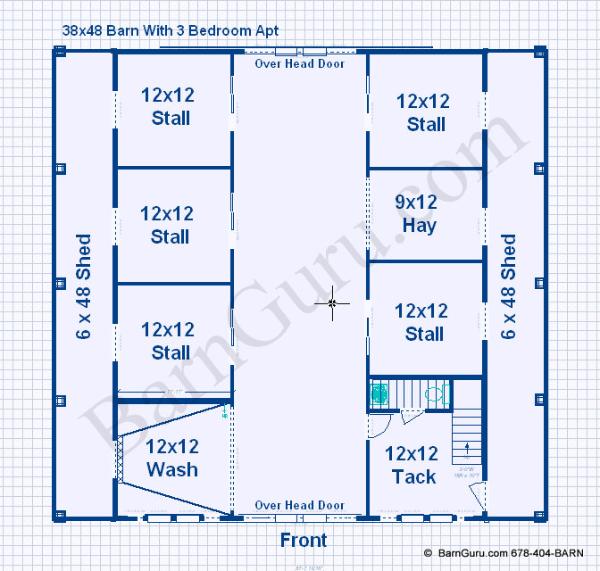 38x48 Barn With 3 Bedroom Apt
Over Head Door
12x12
Stall
12x12
Stall
12x12
Stall
9x12
Hay
6 x 48 Shed
6 x 48 Shed
12x12
Stall
12x12
Stall
12x12
Wash
12x12
Tack
Over Head Door
Front
BarnGuru.com
© BarnGuru.com 678-404-BARN